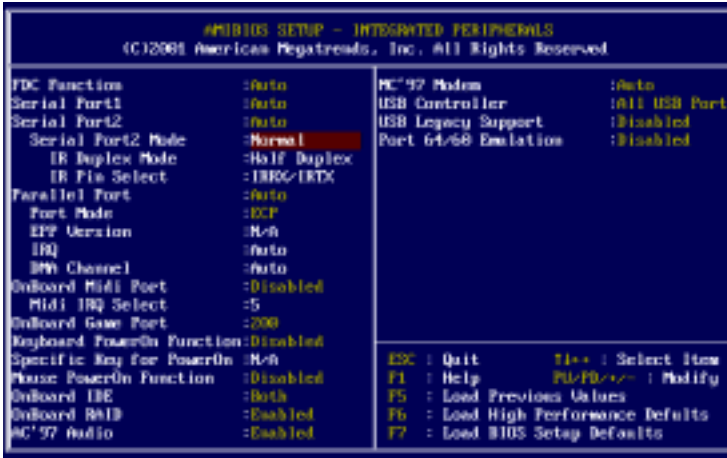 AMIBIOS SETUP - INTEGRATED PERIPHERALS
(C)2001 American Megatrends, Inc. All Rights Reserved
FDC Function :Auto
Serial Port1 :Auto
Serial Port2 :Auto
Serial Port2 Mode :Normal
IR Duplex Mode :Half Duplex
IR Pin Select :IRRX/IRTX
Parallel Port :Auto
Port Mode :ECP
EPP Version :N/A
IRQ :Auto
DMA Channel :Auto
OnBoard Midi Port :Disabled
Midi IRQ Select :5
OnBoard Game Port :200
Keyboard PowerOn Function:Disabled
Specific Key for PowerOn :N/A
Mouse PowerOn Function :Disabled
OnBoard IDE :Both
OnBoard RAID :Enabled
AC'97 Audio :Enabled
MC'97 Modem :Auto
USB Controller :All USB Port
USB Legacy Support :Disabled
Port 64/60 Emulation :Disabled
ESC : Quit : Select Item
F1 : Help PU/PD/+/- : Modify
F5 : Load Previous Values
F6 : Load High Performance Defults
F7 : Load BIOS Setup Defaults